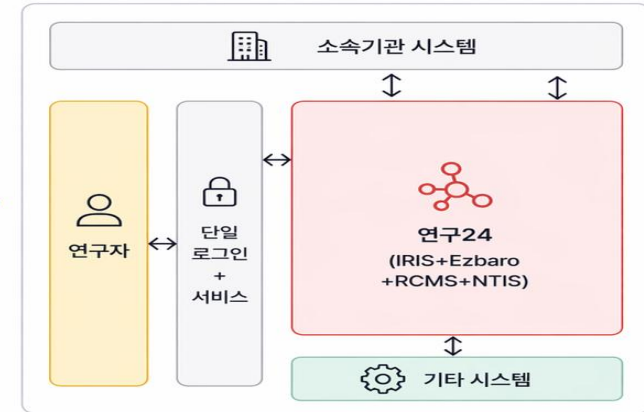 소속기관 시스템
연구자
단일
로그인
+
서비스
연구24
(IRIS+Ezbaro
+RCMS+NTIS)
기타 시스템